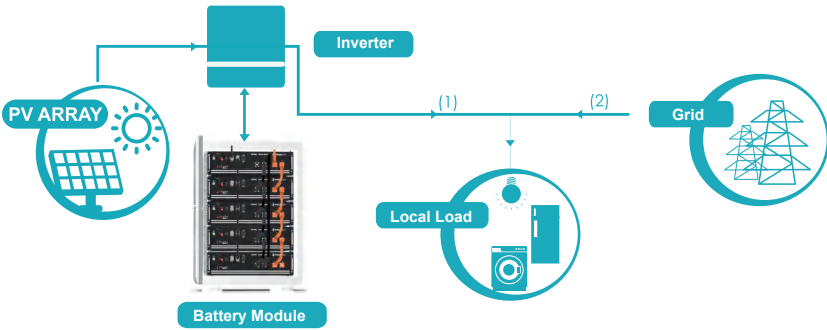 Inverter
(1)
(2)
PV ARRAY
Grid
Local Load
Battery Module